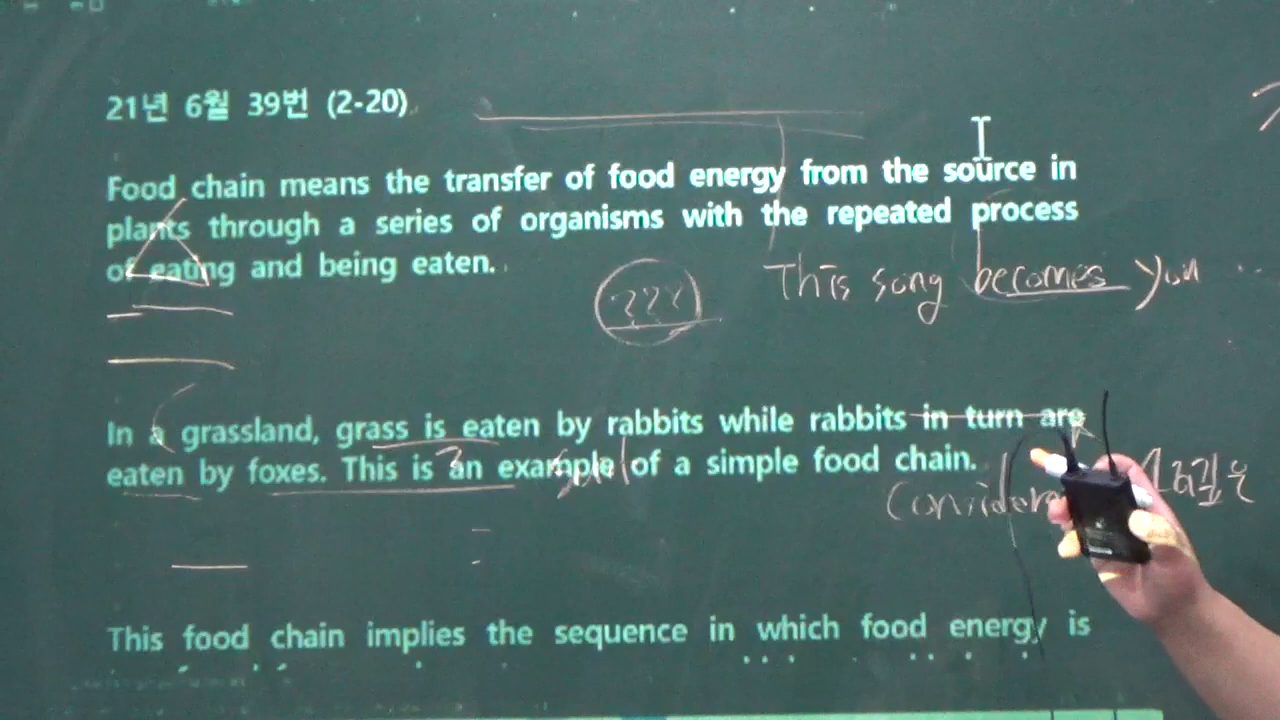 21년 6월 39번 (2-20)
Food chain means the transfer of food energy from the source in
plants through a series of organisms with the repeated process
of eating and being eaten.
???
This song becomes you
In a grassland, grass is eaten by rabbits while rabbits in turn are
eaten by foxes. This is an example of a simple food chain.
This food chain implies the sequence in which food energy is